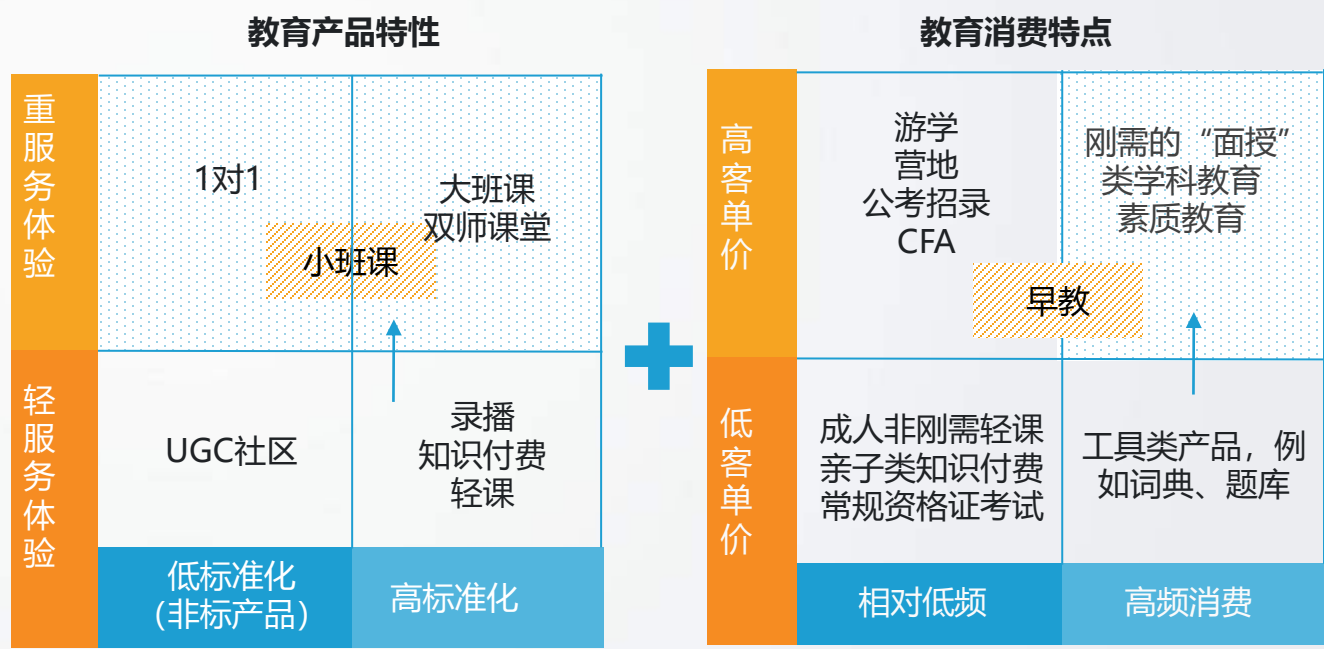 教育产品特性
重服务体验
1对1
大班课
双师课堂
小班课
轻服务体验
UGC社区
录播
知识付费
轻课
低标准化
(非标产品)
高标准化
教育消费特点
高客单价
游学
营地
公考招录
CFA
刚需的“面授”
类学科教育
素质教育
早教
低客单价
成人非刚需轻课
亲子类知识付费
常规资格证考试
工具类产品，例
如词典、题库
相对低频
高频消费